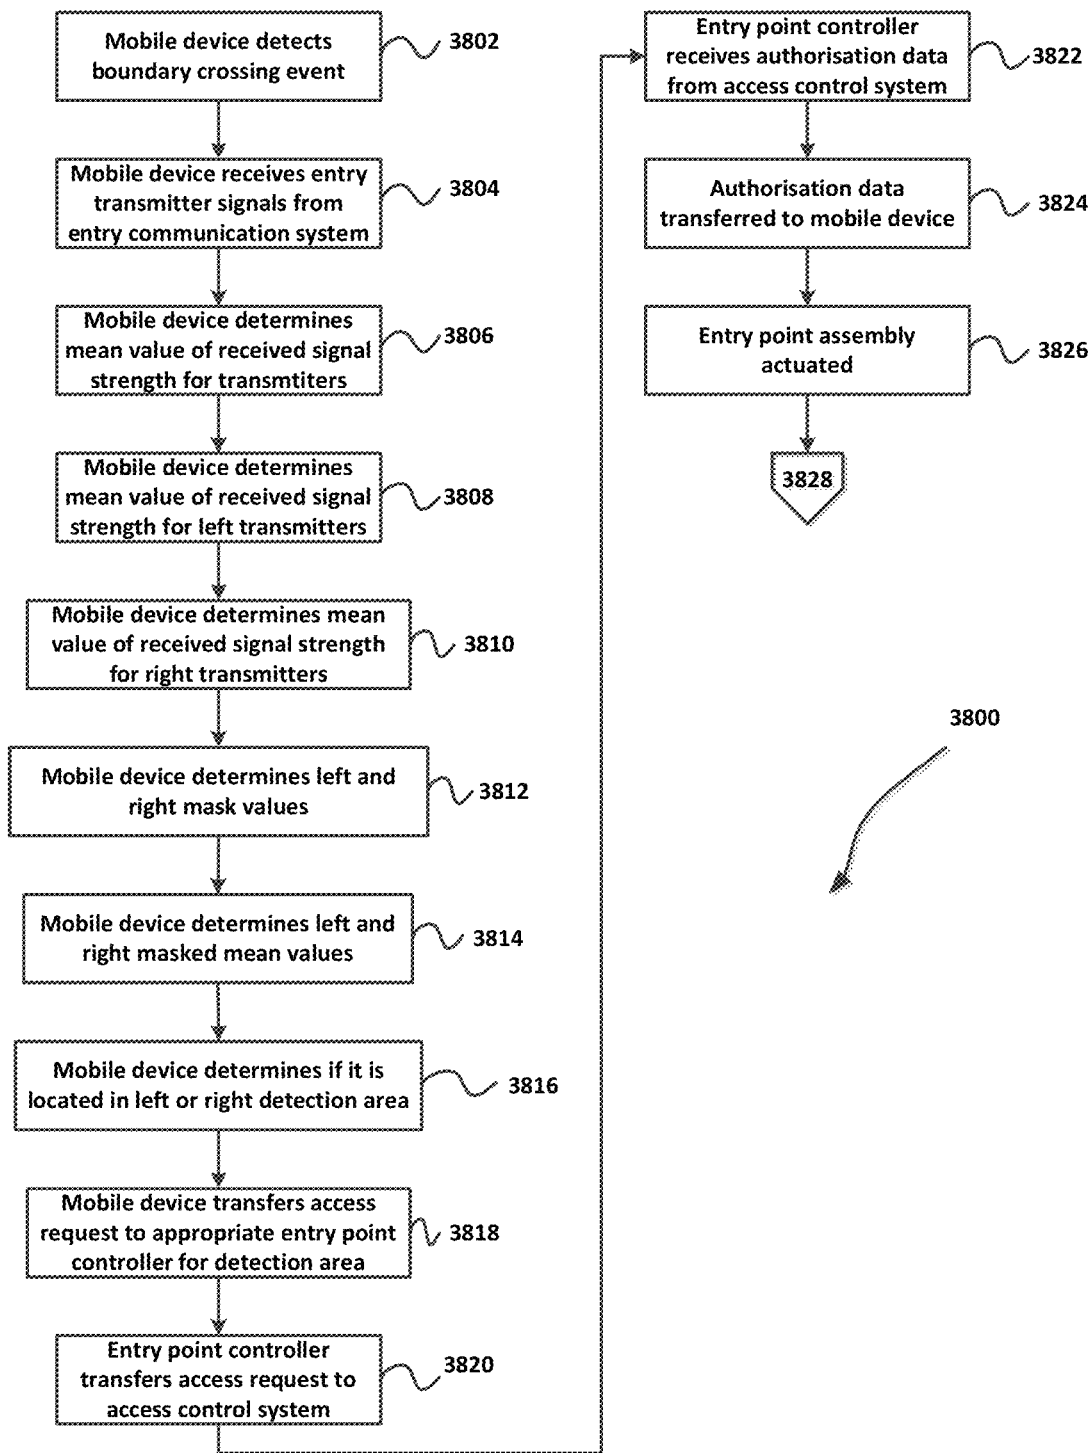 Mobile device detects
boundary crossing event
3802
Mobile device receives entry
transmitter signals from
entry communication system
3804
Mobile device determines
mean value of received signal
strength for transmtiters
3806
Mobile device determines
mean value of received signal
strength for left transmitters
3808
Mobile device determines mean
value of received signal strength
for right transmitters
3810
Mobile device determines left and
right mask values
3812
Mobile device determines left and
right masked mean values
3814
Mobile device determines if it is
located in left or right detection area
3816
Mobile device transfers access
request to appropriate entry point
controller for detection area
3818
Entry point controller
transfers access request to
access control system
3820
Entry point controller
receives authorisation data
from access control system
3822
Authorisation data
transferred to mobile device
3824
Entry point assembly
actuated
3826
3828
3800